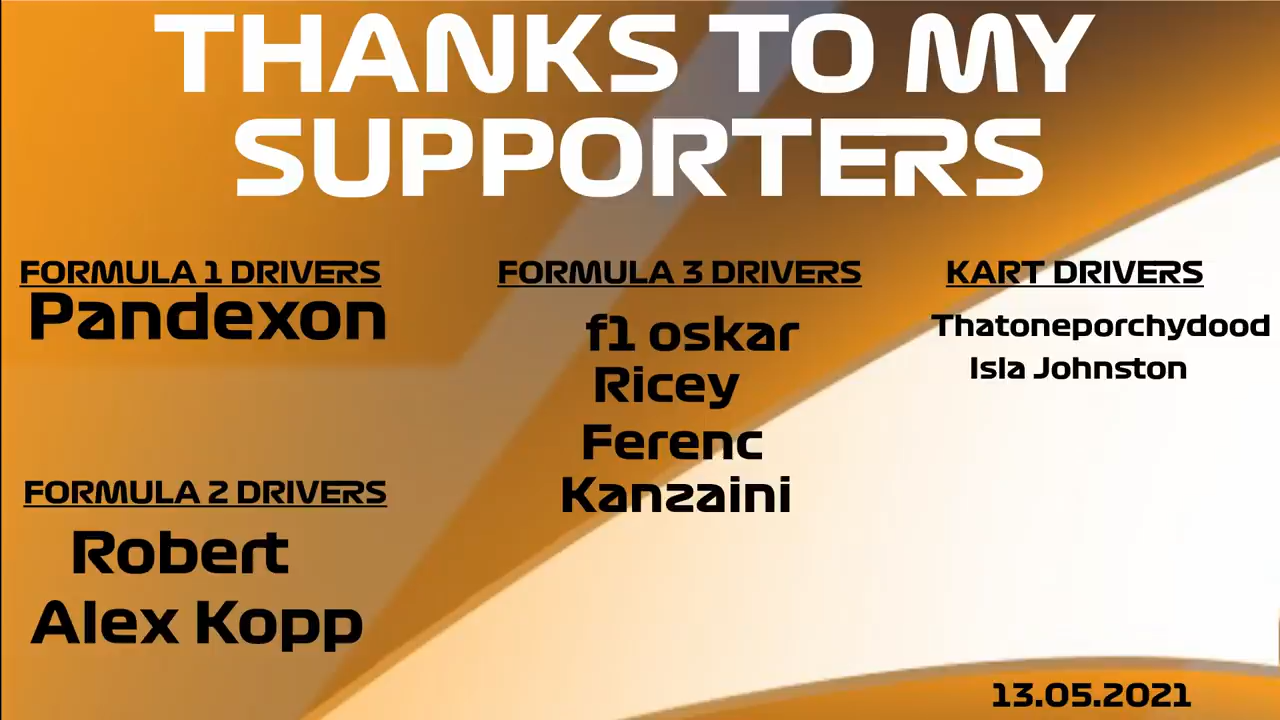 THANKS TO MY
SUPPORTERS
FORMULA 1 DRIVERS
Pandexon
FORMULA 2 DRIVERS
Robert
Alex Kopp
FORMULA 3 DRIVERS
f1 oskar
Ricey
Ferenc
Kanzaini
KART DRIVERS
Thatoneporchydood
Isla Johnston
13.05.2021